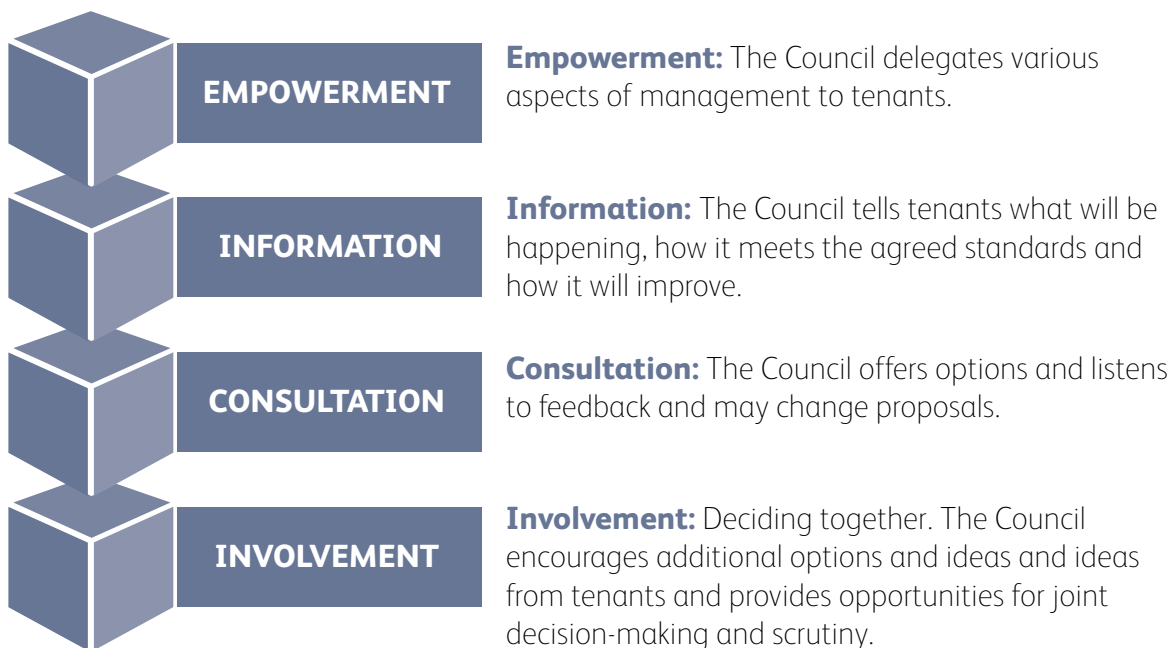 EMPOWERMENT
Empowerment: The Council delegates various
aspects of management to tenants.
INFORMATION
Information: The Council tells tenants what will be
happening, how it meets the agreed standards and
how it will improve.
CONSULTATION
Consultation: The Council offers options and listens
to feedback and may change proposals.
INVOLVEMENT
Involvement: Deciding together. The Council
encourages additional options and ideas and ideas
from tenants and provides opportunities for joint
decision-making and scrutiny.